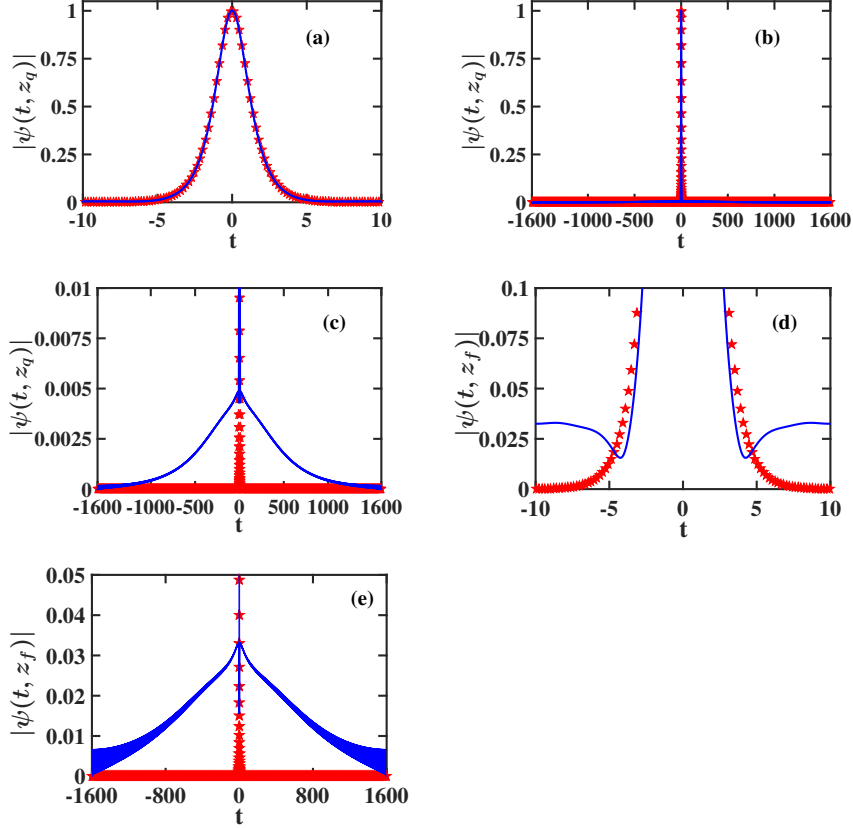 |ψ(t, z_q)|
1
0.75
0.5
0.25
0
(a)
-10 -5 0 5 10
t
|ψ(t, z_q)|
1
0.75
0.5
0.25
0
(b)
-1600 -1000 -500 0 500 1000 1600
t
|ψ(t, z_q)|
0.01
0.0075
0.005
0.0025
0
(c)
-1600 -1000 -500 0 500 1000 1600
t
|ψ(t, z_f)|
0.1
0.075
0.05
0.025
0
(d)
-10 -5 0 5 10
t
|ψ(t, z_f)|
0.05
0.04
0.03
0.02
0.01
0
(e)
-1600 -800 0 800 1600
t